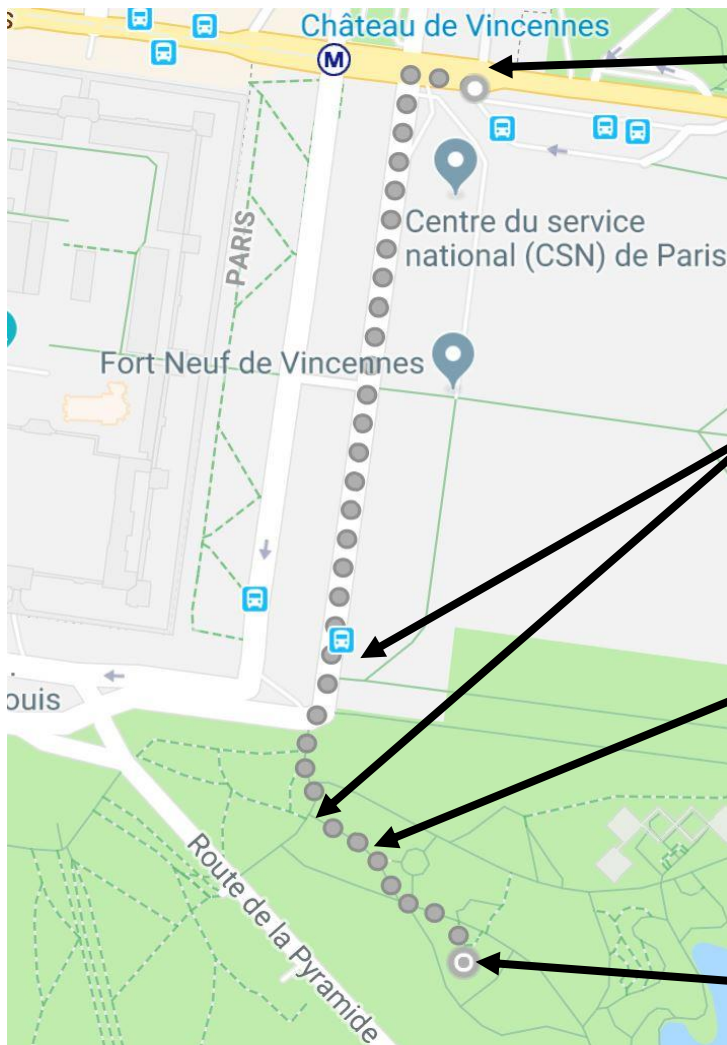 s
Château de Vincennes
M
Centre du service
national (CSN) de Paris
PARIS
Fort Neuf de Vincennes
ouis
Route de la Pyramide